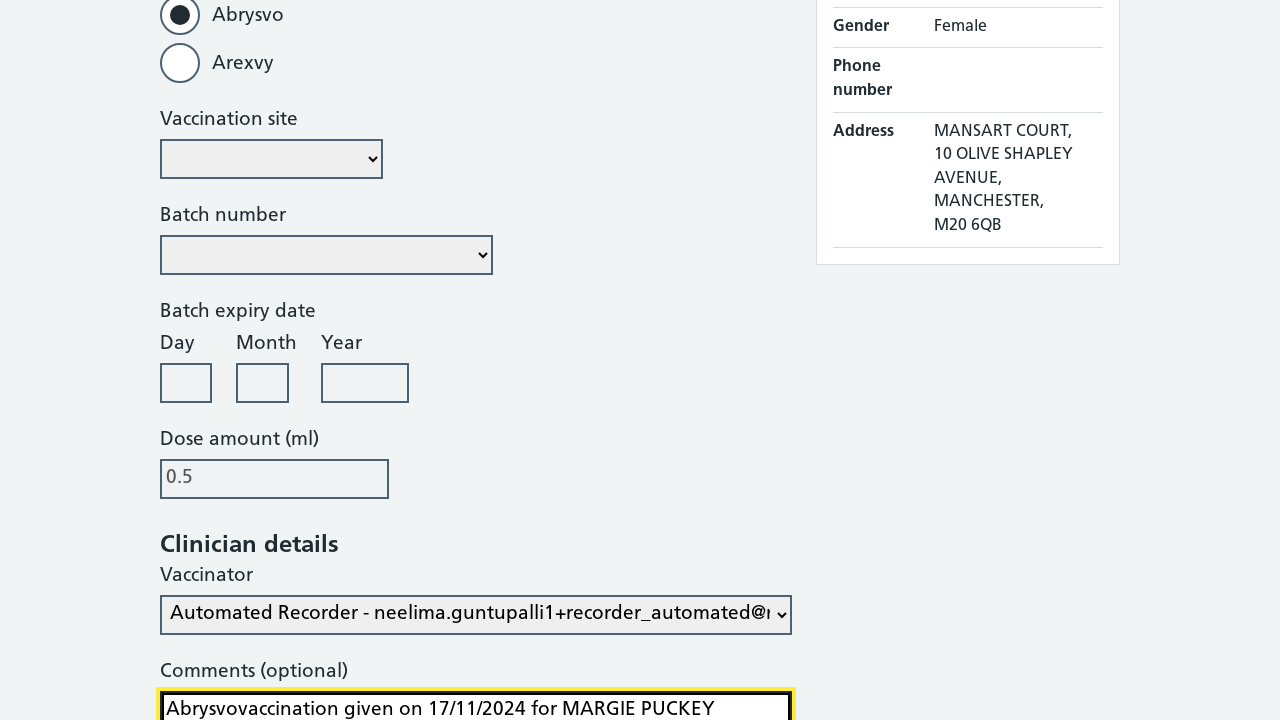 Abrysvo
Arexvy
Vaccination site
Batch number
Batch expiry date
Day Month Year
Dose amount (ml)
0.5
Clinician details
Vaccinator
Automated Recorder - neelima.guntupalli1+recorder_automated@
Comments (optional)
Abrysvovaccination given on 17/11/2024 for MARGIE PUCKEY
Gender Female
Phone
number
Address MANSART COURT,
10 OLIVE SHAPLEY
AVENUE,
MANCHESTER,
M20 6QB